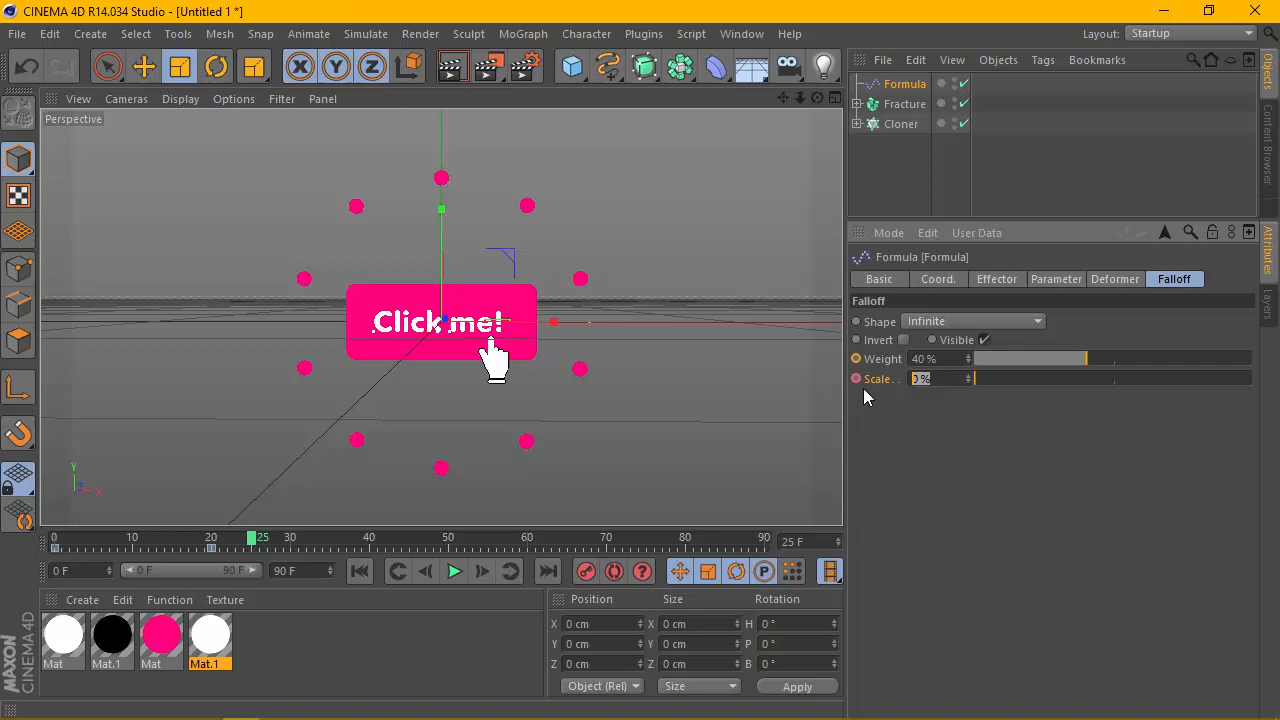 CINEMA 4D R14.034 Studio - [Untitled 1 *]
File Edit Create Select Tools Mesh Snap Animate Simulate Render Sculpt MoGraph Character Plugins Script Window Help
Layout: Startup
X Y Z
View Cameras Display Options Filter Panel
File Edit View Objects Tags Bookmarks
Perspective
Formula
Fracture
Cloner
Objects
Content Browser
Layers
Attributes
Mode Edit User Data
Formula [Formula]
Basic Coord. Effector Parameter Deformer Falloff
Falloff
Shape Infinite
Invert Visible
Weight 40 %
Scale . . 0 %
Click me!
Y
X
0 10 20 25 30 40 50 60 70 80 90 25 F
0 F 0 F 90 F 90 F
P
Create Edit Function Texture
Mat Mat.1 Mat Mat.1
Position Size Rotation
X 0 cm X 0 cm H 0 °
Y 0 cm Y 0 cm P 0 °
Z 0 cm Z 0 cm B 0 °
Object (Rel) Size Apply
MAXON
CINEMA 4D